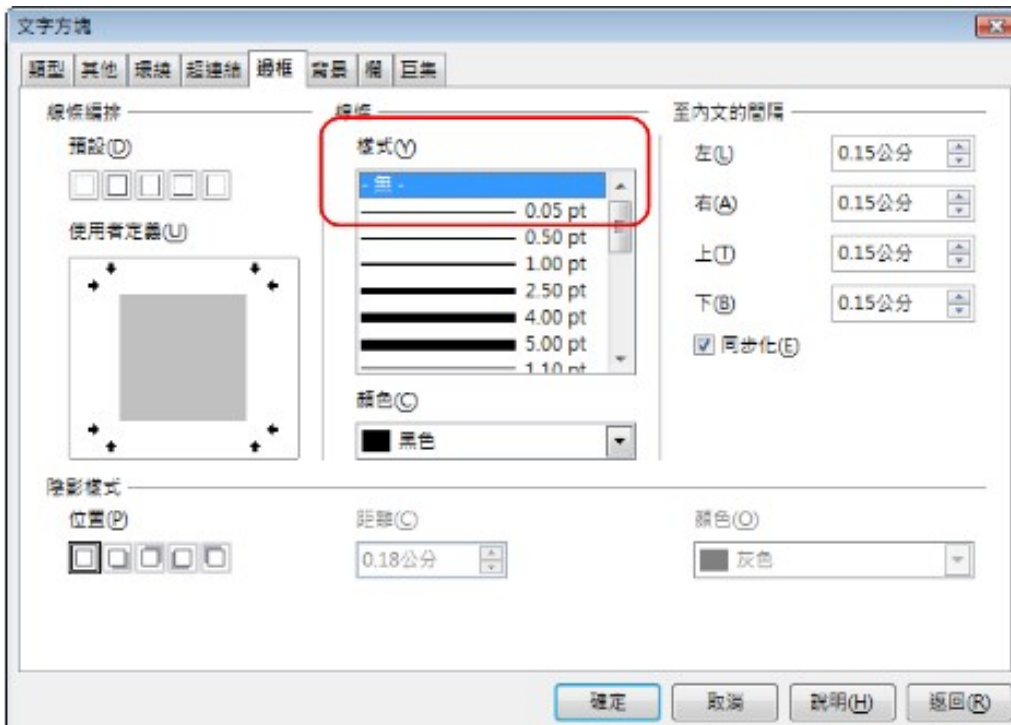 文字方塊
類型 其他 環繞 超連結 邊框 背景 欄 巨集
線條編排 線條 至內文的間隔
預設(D) 樣式(Y) 左(L) 0.15公分
- 無 -
0.05 pt 右(A) 0.15公分
使用者定義(U) 0.50 pt
1.00 pt 上(T) 0.15公分
2.50 pt 下(B) 0.15公分
4.00 pt
5.00 pt 同步化(E)
1.10 pt
顏色(C)
黑色
陰影樣式
位置(P) 距離(C) 顏色(O)
0.18公分 灰色
確定 取消 說明(H) 返回(R)